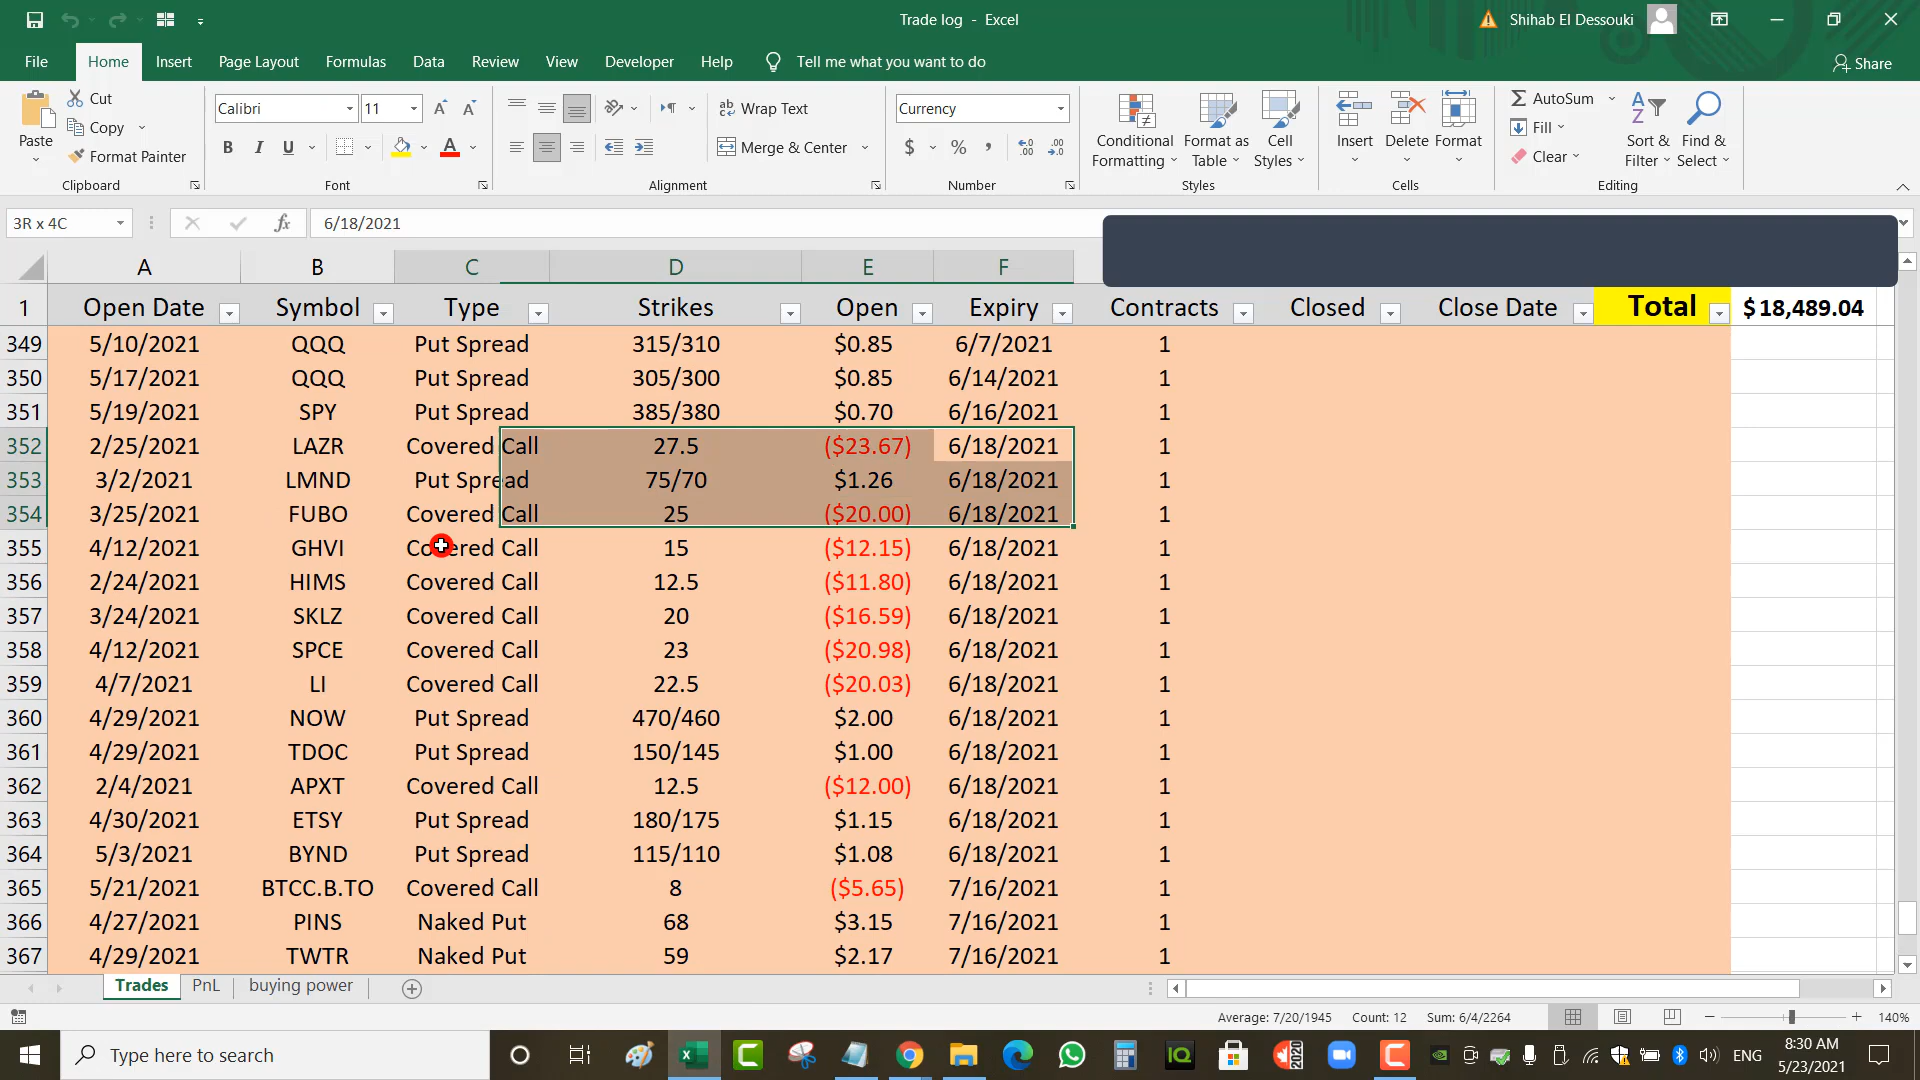 Trade log - Excel
Shihab El Dessouki
File Home Insert Page Layout Formulas Data Review View Developer Help Tell me what you want to do Share
Paste
Cut
Copy
Format Painter
Clipboard
Calibri 11
B I U
Font
Wrap Text
Merge & Center
Alignment
Currency
$ % ,
Number
Conditional Formatting
Format as Table
Cell Styles
Styles
Insert Delete Format
Cells
AutoSum
Fill
Clear
Sort & Filter
Find & Select
Editing
3R x 4C fx 6/18/2021
A B C D E F
1 Open Date Symbol Type Strikes Open Expiry Contracts Closed Close Date Total $18,489.04
349 5/10/2021 QQQ Put Spread 315/310 $0.85 6/7/2021 1
350 5/17/2021 QQQ Put Spread 305/300 $0.85 6/14/2021 1
351 5/19/2021 SPY Put Spread 385/380 $0.70 6/16/2021 1
352 2/25/2021 LAZR Covered Call 27.5 ($23.67) 6/18/2021 1
353 3/2/2021 LMND Put Spread 75/70 $1.26 6/18/2021 1
354 3/25/2021 FUBO Covered Call 25 ($20.00) 6/18/2021 1
355 4/12/2021 GHVI Covered Call 15 ($12.15) 6/18/2021 1
356 2/24/2021 HIMS Covered Call 12.5 ($11.80) 6/18/2021 1
357 3/24/2021 SKLZ Covered Call 20 ($16.59) 6/18/2021 1
358 4/12/2021 SPCE Covered Call 23 ($20.98) 6/18/2021 1
359 4/7/2021 LI Covered Call 22.5 ($20.03) 6/18/2021 1
360 4/29/2021 NOW Put Spread 470/460 $2.00 6/18/2021 1
361 4/29/2021 TDOC Put Spread 150/145 $1.00 6/18/2021 1
362 2/4/2021 APXT Covered Call 12.5 ($12.00) 6/18/2021 1
363 4/30/2021 ETSY Put Spread 180/175 $1.15 6/18/2021 1
364 5/3/2021 BYND Put Spread 115/110 $1.08 6/18/2021 1
365 5/21/2021 BTCC.B.TO Covered Call 8 ($5.65) 7/16/2021 1
366 4/27/2021 PINS Naked Put 68 $3.15 7/16/2021 1
367 4/29/2021 TWTR Naked Put 59 $2.17 7/16/2021 1
Trades PnL buying power
Average: 7/20/1945 Count: 12 Sum: 6/4/2264 140%
Type here to search
IQ
2020
ENG
8:30 AM
5/23/2021